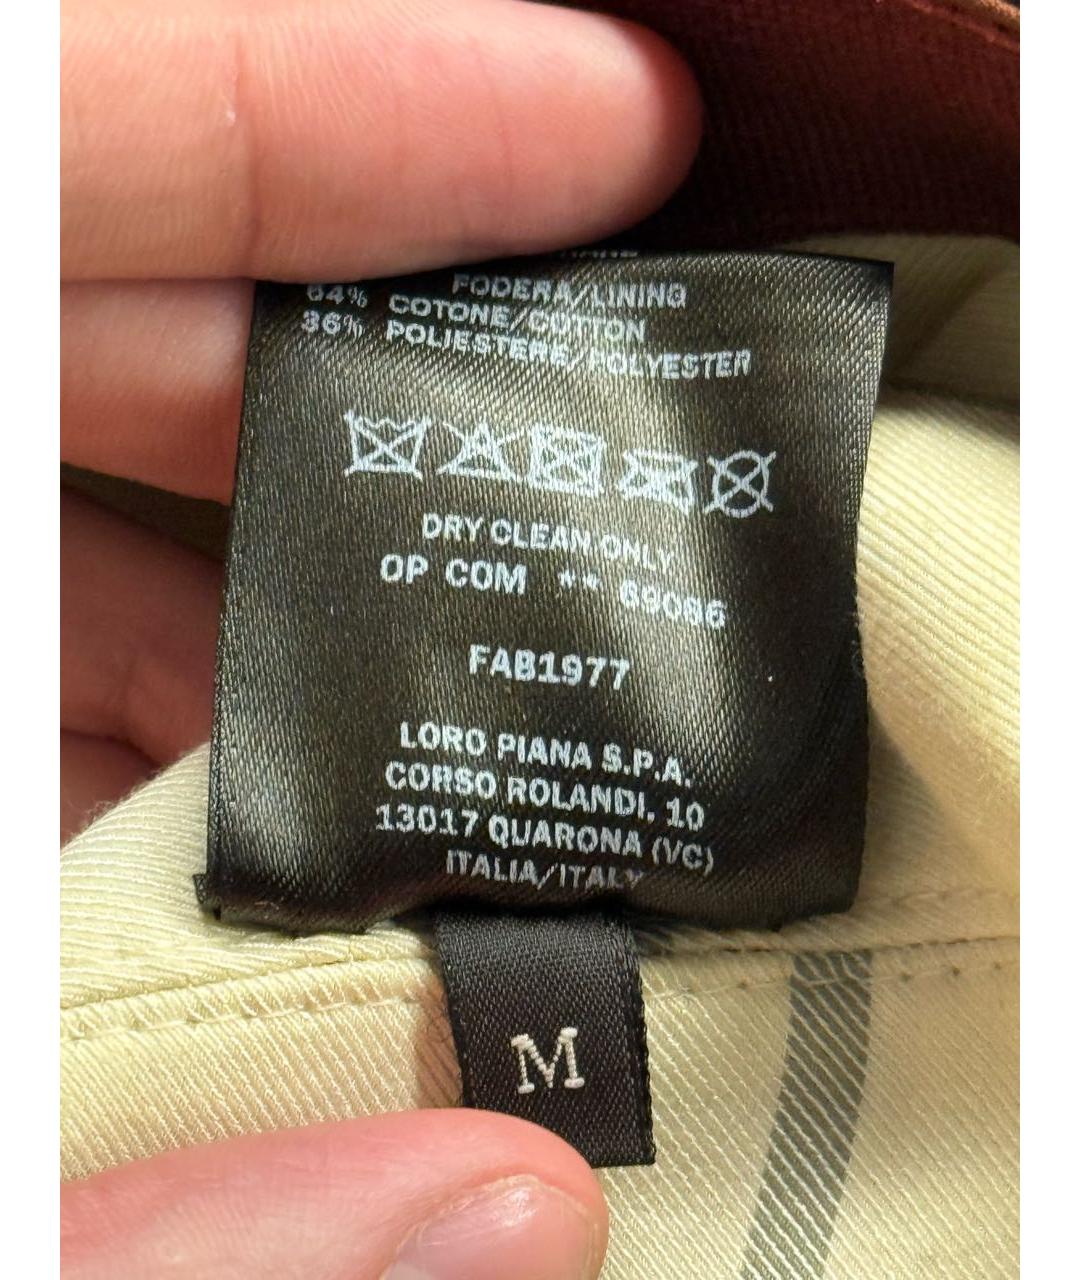 FODERA/LINING
64% COTONE/COTTON
36% POLIESTERE/POLYESTER
DRY CLEAN ONLY
OP COM ** 69086
FAB1977
LORO PIANA S.P.A.
CORSO ROLANDI, 10
13017 QUARONA (VC)
ITALIA/ITALY
M